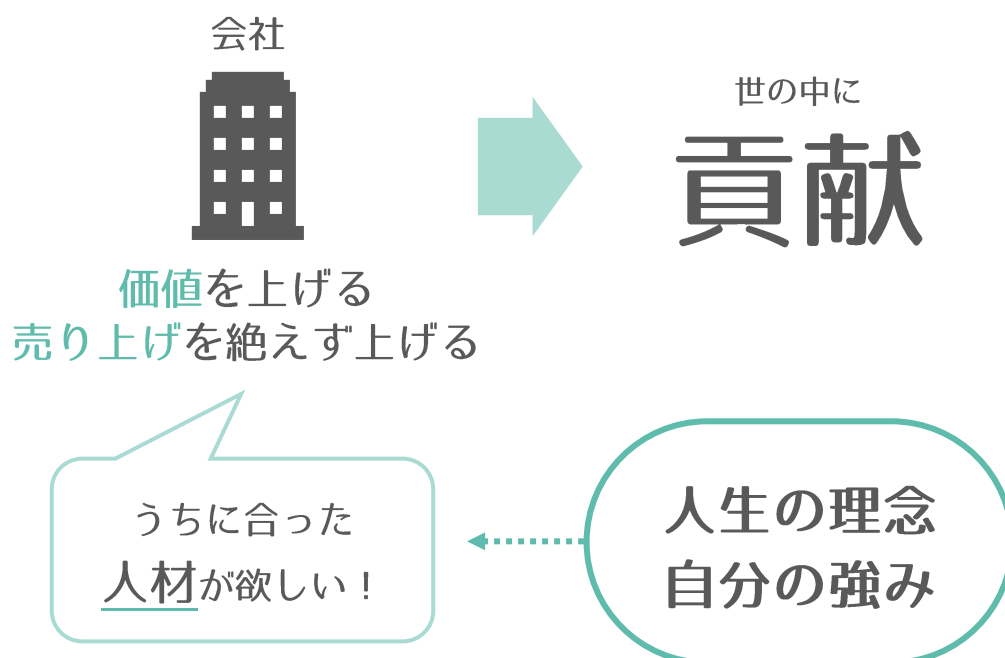 会社
世の中に
貢献
価値を上げる
売り上げを絶えず上げる
うちに合った
人材が欲しい！
人生の理念
自分の強み